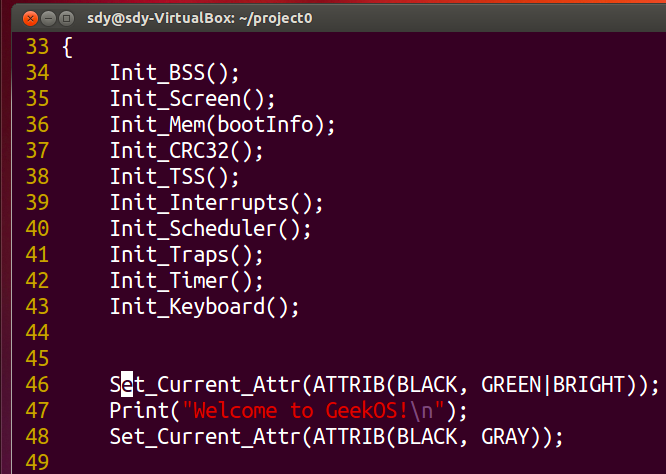 sdy@sdy-VirtualBox: ~/project0
33 {
34     Init_BSS();
35     Init_Screen();
36     Init_Mem(bootInfo);
37     Init_CRC32();
38     Init_TSS();
39     Init_Interrupts();
40     Init_Scheduler();
41     Init_Traps();
42     Init_Timer();
43     Init_Keyboard();
44
45
46     Set_Current_Attr(ATTRIB(BLACK, GREEN|BRIGHT));
47     Print("Welcome to GeekOS!\n");
48     Set_Current_Attr(ATTRIB(BLACK, GRAY));
49